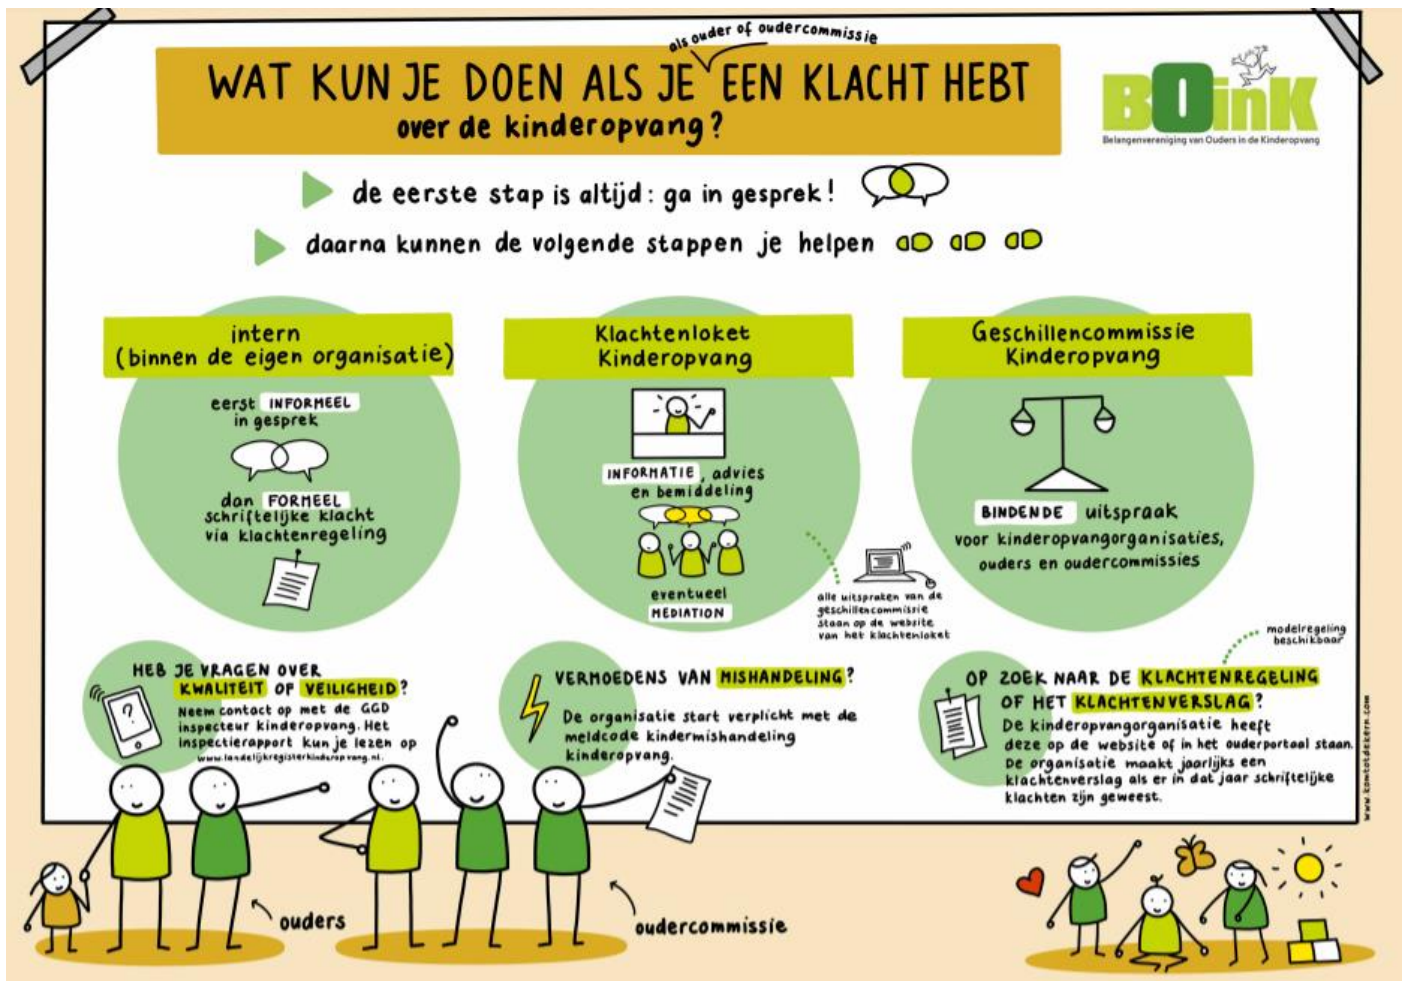 als ouder of oudercommissie
WAT KUN JE DOEN ALS JE EEN KLACHT HEBT
over de kinderopvang?
BOinK
Belangenvereniging van Ouders in de Kinderopvang
de eerste stap is altijd: ga in gesprek!
daarna kunnen de volgende stappen je helpen
intern
(binnen de eigen organisatie)
eerst INFORMEEL
in gesprek
dan FORMEEL
schriftelijke klacht
via klachtenregeling
Klachtenloket
Kinderopvang
INFORMATIE, advies
en bemiddeling
eventueel
MEDIATION
alle uitspraken van de
geschillencommissie
staan op de website
van het klachtenloket
Geschillencommissie
Kinderopvang
BINDENDE uitspraak
voor kinderopvangorganisaties,
ouders en oudercommissies
HEB JE VRAGEN OVER
KWALITEIT OF VEILIGHEID?
?
Neem contact op met de GGD
inspecteur kinderopvang. Het
inspectierapport kun je lezen op
www.landelijkregisterkinderopvang.nl.
VERMOEDENS VAN MISHANDELING?
De organisatie start verplicht met de
meldcode kindermishandeling
kinderopvang.
modelregeling
beschikbaar
OP ZOEK NAAR DE KLACHTENREGELING
OF HET KLACHTENVERSLAG?
De kinderopvangorganisatie heeft
deze op de website of in het ouderportaal staan.
De organisatie maakt jaarlijks een
klachtenverslag als er in dat jaar schriftelijke
klachten zijn geweest.
www.komtotdekern.com
ouders
oudercommissie